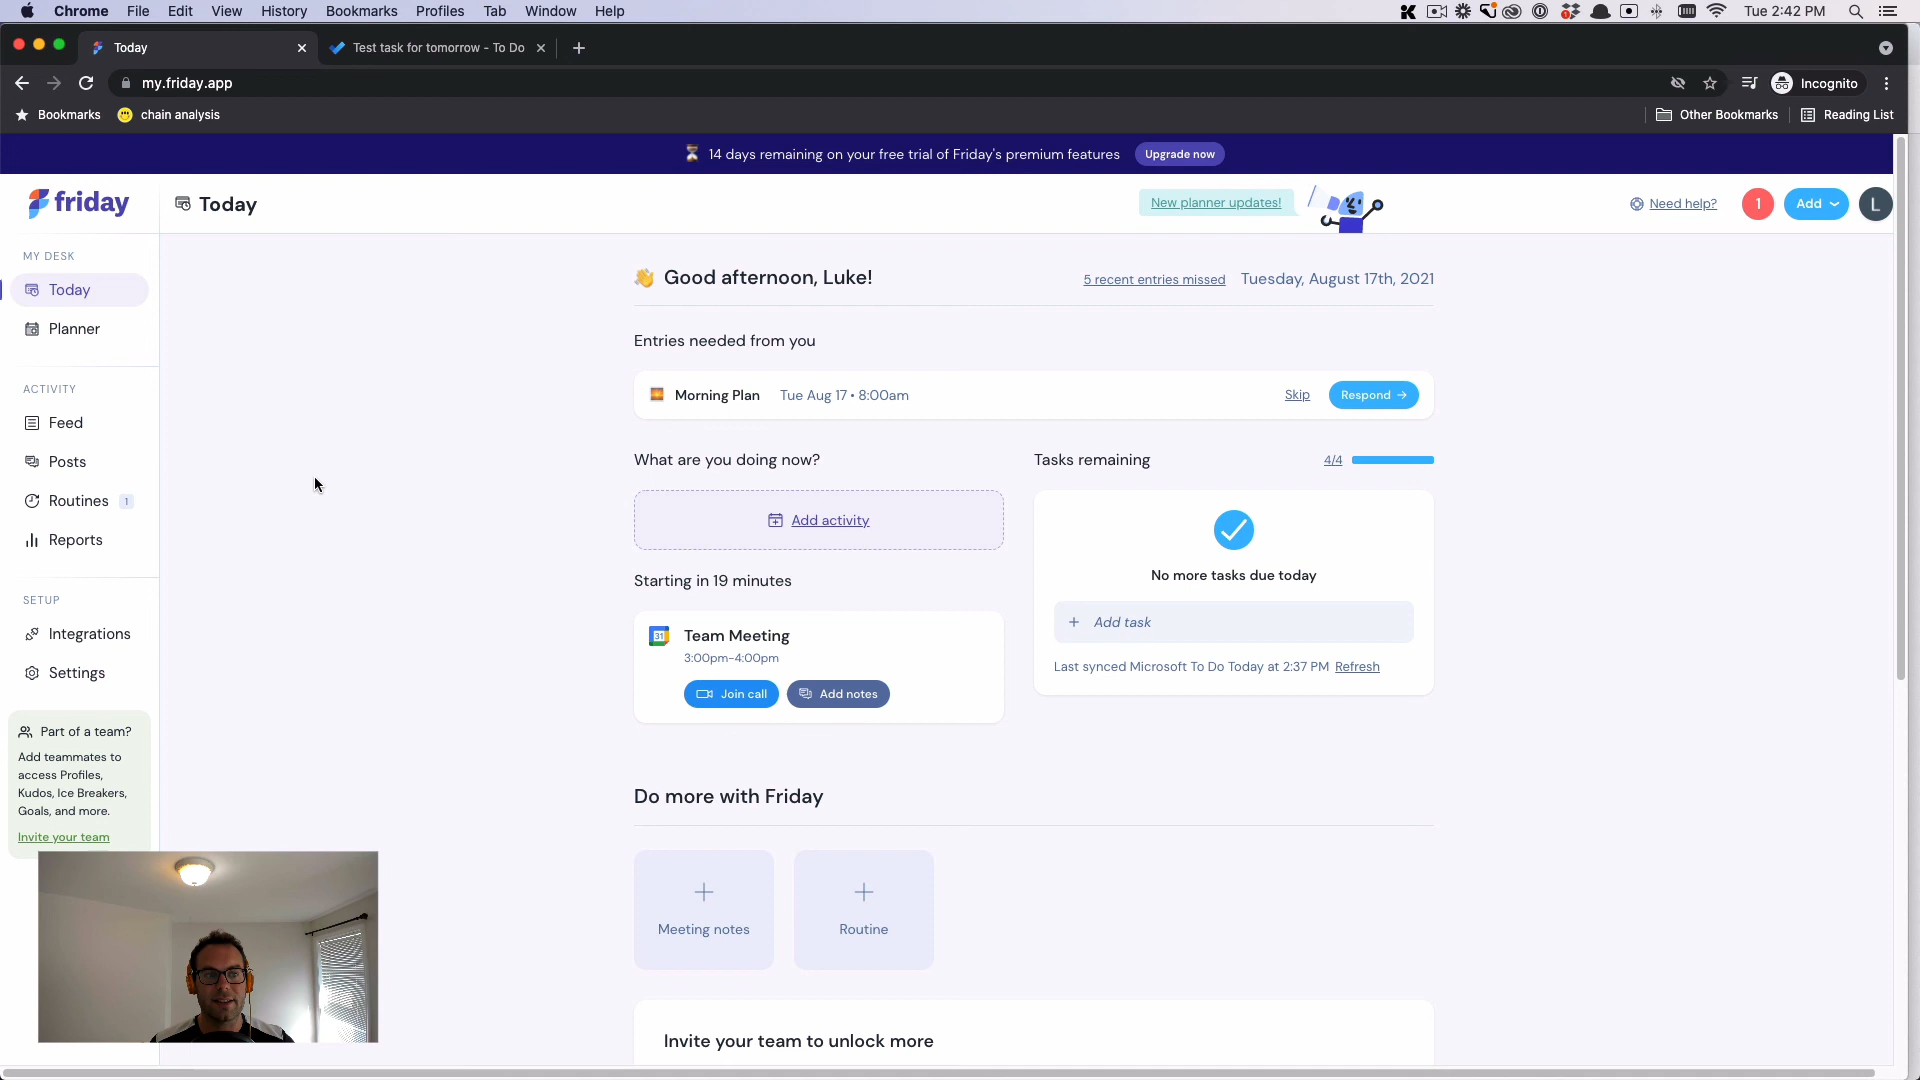 Chrome File Edit View History Bookmarks Profiles Tab Window Help
Tue 2:42 PM
Today
Test task for tomorrow - To Do
my.friday.app
Incognito
Bookmarks
chain analysis
Other Bookmarks
Reading List
14 days remaining on your free trial of Friday's premium features
Upgrade now
friday
Today
New planner updates!
Need help?
1
Add
L
MY DESK
Today
Planner
ACTIVITY
Feed
Posts
Routines 1
Reports
SETUP
Integrations
Settings
Part of a team?
Add teammates to
access Profiles,
Kudos, Ice Breakers,
Goals, and more.
Invite your team
Good afternoon, Luke!
5 recent entries missed
Tuesday, August 17th, 2021
Entries needed from you
Morning Plan Tue Aug 17 • 8:00am
Skip
Respond →
What are you doing now?
Add activity
Starting in 19 minutes
31
Team Meeting
3:00pm-4:00pm
Join call
Add notes
Tasks remaining
4/4
No more tasks due today
+ Add task
Last synced Microsoft To Do Today at 2:37 PM Refresh
Do more with Friday
Meeting notes
Routine
Invite your team to unlock more